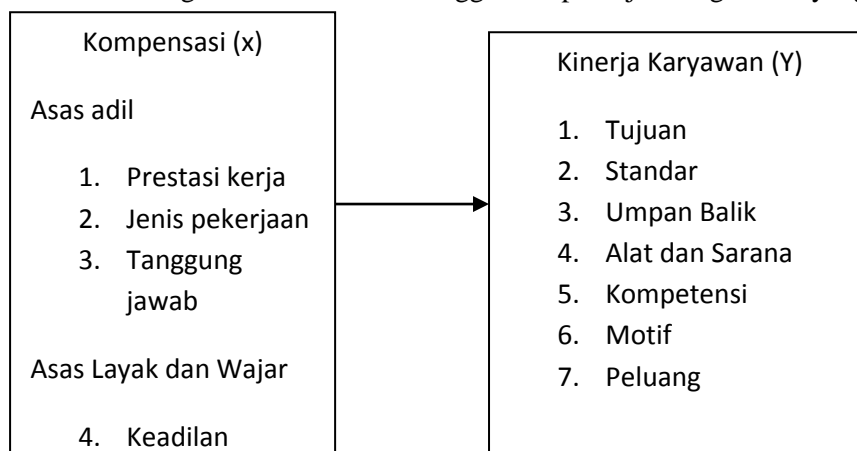 Kompensasi (x)
Asas adil
1. Prestasi kerja
2. Jenis pekerjaan
3. Tanggung
jawab
Asas Layak dan Wajar
4. Keadilan
Kinerja Karyawan (Y)
1. Tujuan
2. Standar
3. Umpan Balik
4. Alat dan Sarana
5. Kompetensi
6. Motif
7. Peluang